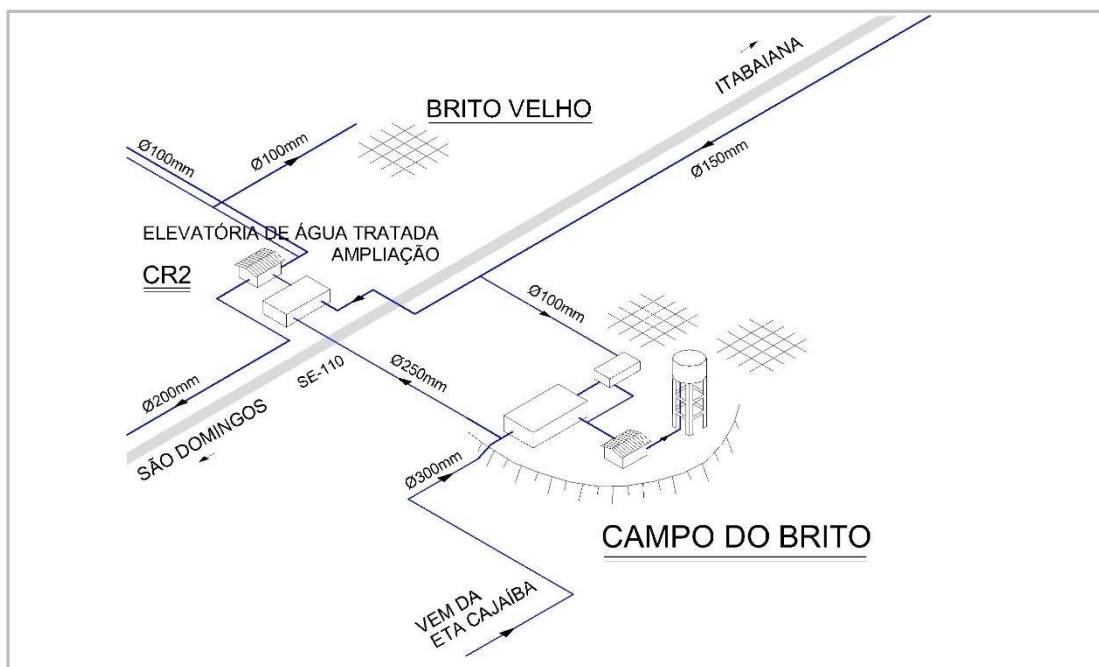 ITABAIANA
BRITO VELHO
Ø100mm
Ø100mm
Ø150mm
ELEVATÓRIA DE ÁGUA TRATADA
AMPLIAÇÃO
CR2
Ø100mm
SE-110
Ø250mm
Ø200mm
SÃO DOMINGOS
Ø300mm
CAMPO DO BRITO
VEM DA
ETA CAJAÍBA